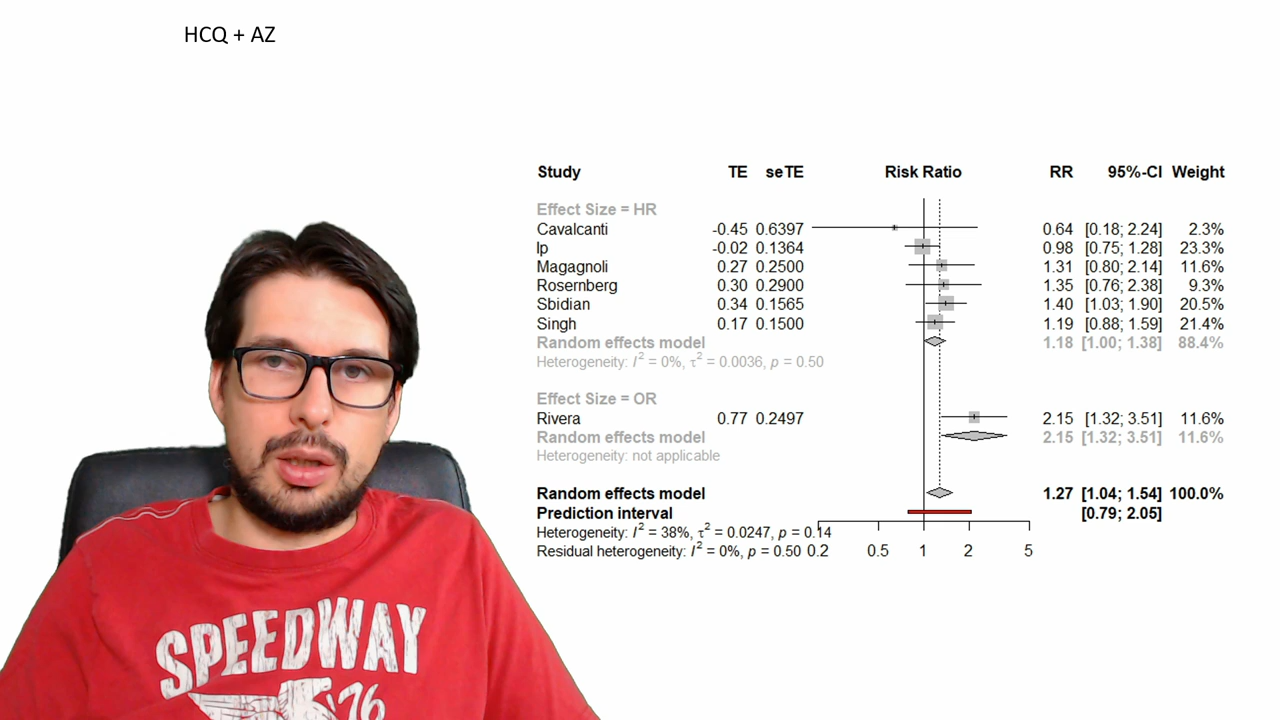 HCQ + AZ
Study TE seTE Risk Ratio RR 95%-CI Weight
Effect Size = HR
Cavalcanti -0.45 0.6397 0.64 [0.18; 2.24] 2.3%
Ip -0.02 0.1364 0.98 [0.75; 1.28] 23.3%
Magagnoli 0.27 0.2500 1.31 [0.80; 2.14] 11.6%
Rosernberg 0.30 0.2900 1.35 [0.76; 2.38] 9.3%
Sbidian 0.34 0.1565 1.40 [1.03; 1.90] 20.5%
Singh 0.17 0.1500 1.19 [0.88; 1.59] 21.4%
Random effects model 1.18 [1.00; 1.38] 88.4%
Heterogeneity: I² = 0%, τ² = 0.0036, p = 0.50
Effect Size = OR
Rivera 0.77 0.2497 2.15 [1.32; 3.51] 11.6%
Random effects model 2.15 [1.32; 3.51] 11.6%
Heterogeneity: not applicable
Random effects model 1.27 [1.04; 1.54] 100.0%
Prediction interval [0.79; 2.05]
Heterogeneity: I² = 38%, τ² = 0.0247, p = 0.14
Residual heterogeneity: I² = 0%, p = 0.50 0.2 0.5 1 2 5
SPEEDWAY
'76